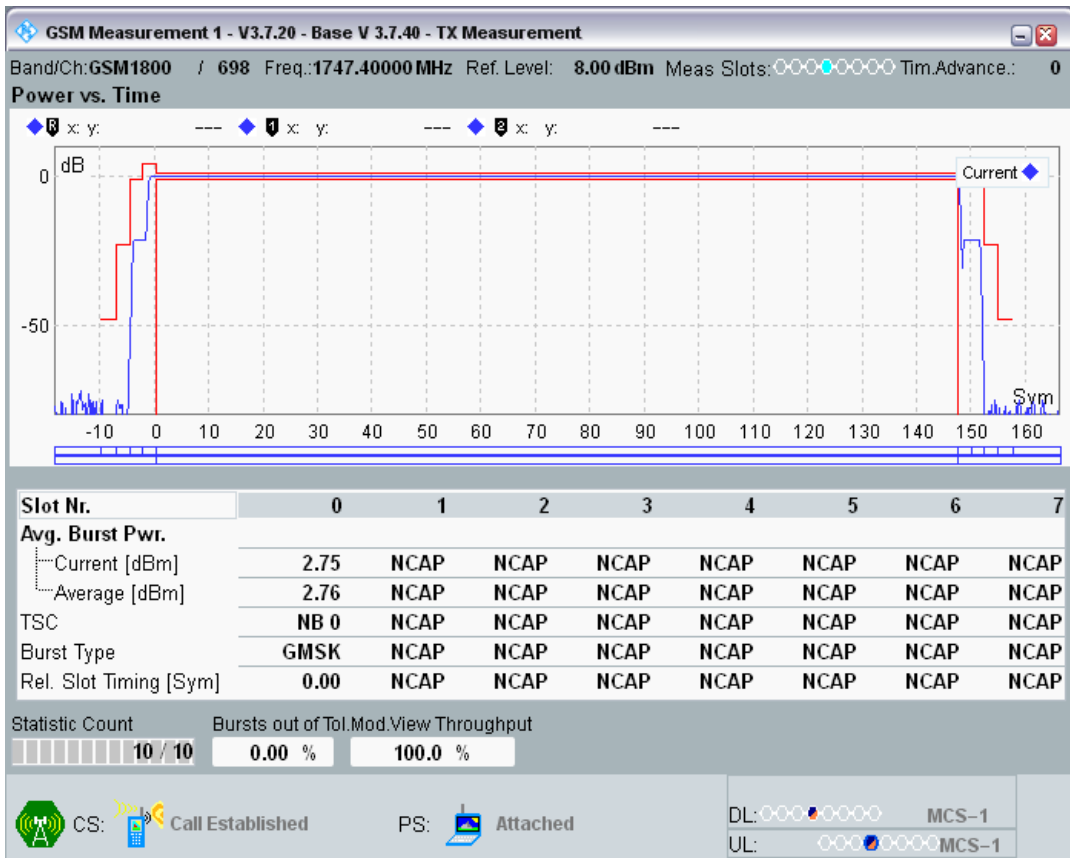 GSM Measurement 1 - V3.7.20 - Base V 3.7.40 - TX Measurement
Band/Ch:GSM1800 / 698 Freq.:1747.40000 MHz Ref. Level: 8.00 dBm Meas Slots: Tim.Advance.: 0
Power vs. Time
R x: y: --- 1 x: y: --- 2 x: y: ---
dB
Current
0
-50
Sym
-10 0 10 20 30 40 50 60 70 80 90 100 110 120 130 140 150 160
Slot Nr. 0 1 2 3 4 5 6 7
Avg. Burst Pwr.
Current [dBm] 2.75 NCAP NCAP NCAP NCAP NCAP NCAP NCAP
Average [dBm] 2.76 NCAP NCAP NCAP NCAP NCAP NCAP NCAP
TSC NB 0 NCAP NCAP NCAP NCAP NCAP NCAP NCAP
Burst Type GMSK NCAP NCAP NCAP NCAP NCAP NCAP NCAP
Rel. Slot Timing [Sym] 0.00 NCAP NCAP NCAP NCAP NCAP NCAP NCAP
Statistic Count Bursts out of Tol. Mod.View Throughput
10 / 10 0.00 % 100.0 %
CS: Call Established PS: Attached
DL: MCS-1
UL: MCS-1